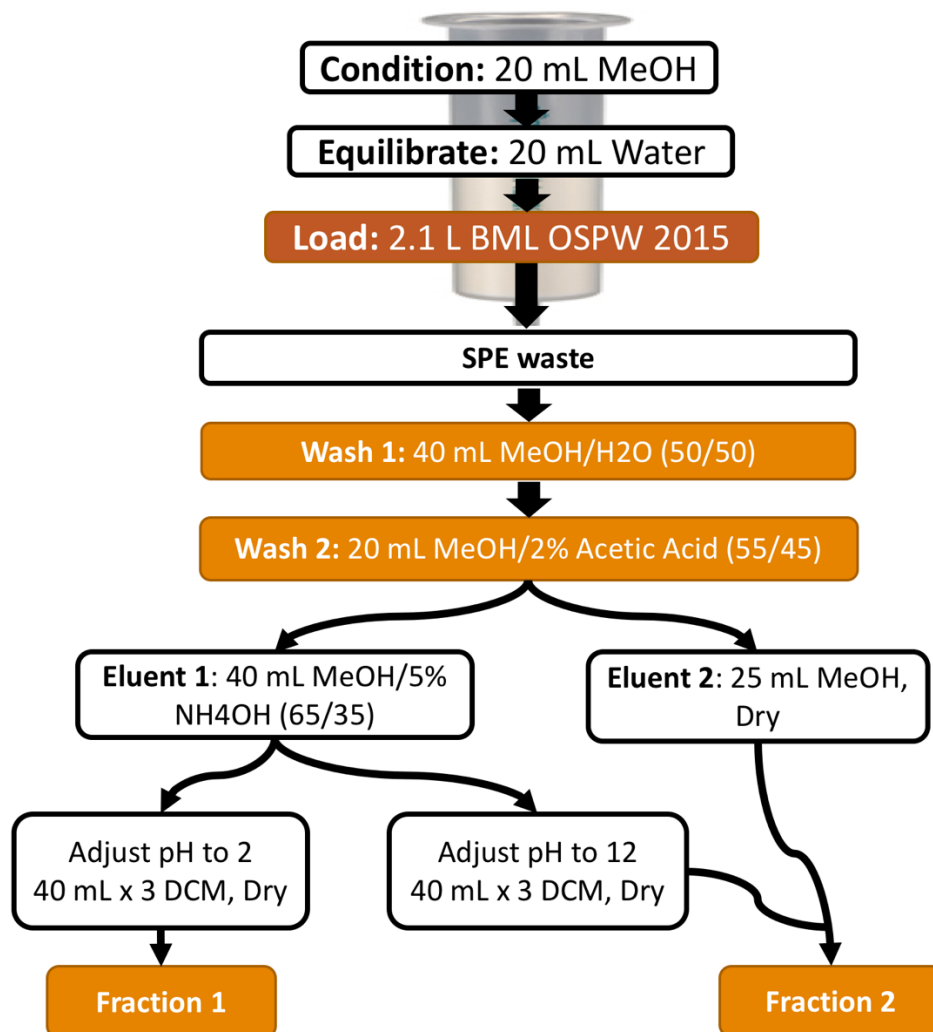 Condition: 20 mL MeOH
Equilibrate: 20 mL Water
Load: 2.1 L BML OSPW 2015
SPE waste
Wash 1: 40 mL MeOH/H2O (50/50)
Wash 2: 20 mL MeOH/2% Acetic Acid (55/45)
Eluent 1: 40 mL MeOH/5%
NH4OH (65/35)
Eluent 2: 25 mL MeOH,
Dry
Adjust pH to 2
40 mL x 3 DCM, Dry
Adjust pH to 12
40 mL x 3 DCM, Dry
Fraction 1
Fraction 2